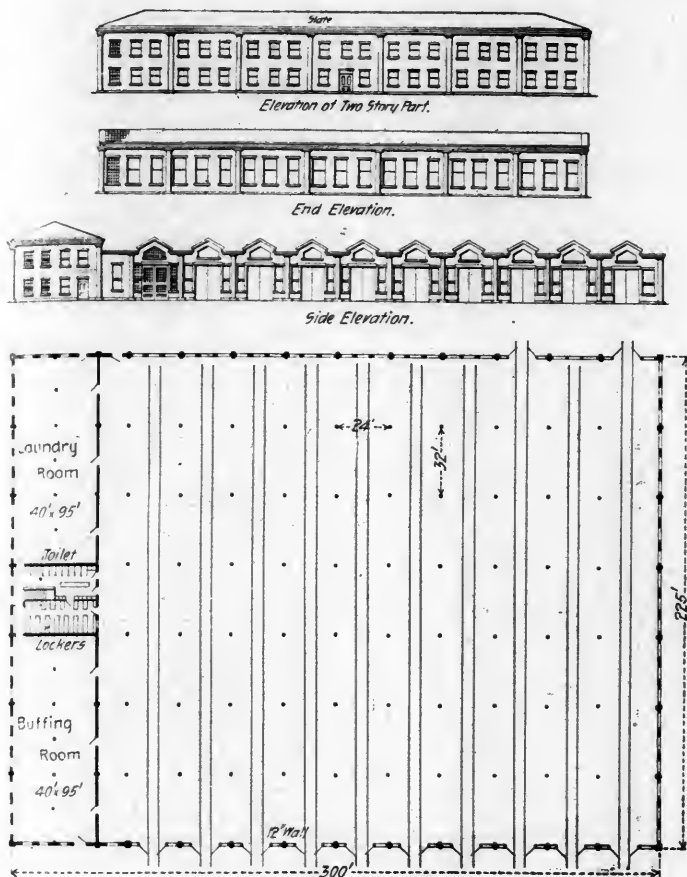 Slate
Elevation of Two Story Part.
End Elevation.
Side Elevation.
Laundry
Room
40'x 95'
Toilet
Lockers
Buffing
Room
40'x 95'
24'
32'
225'
12" Wall
300'